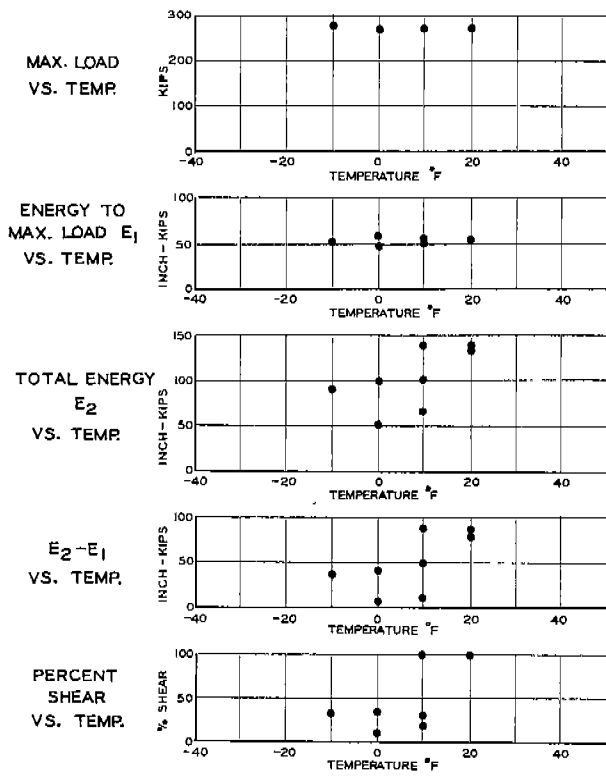 MAX. LOAD
VS. TEMP.
KIPS
300
200
100
0
-40
-20
0
20
40
TEMPERATURE °F
ENERGY TO
MAX. LOAD E1
VS. TEMP.
INCH-KIPS
100
50
0
-40
-20
0
20
40
TEMPERATURE °F
TOTAL ENERGY
E2
VS. TEMP.
INCH-KIPS
150
100
50
0
-40
-20
0
20
40
TEMPERATURE °F
E2-E1
VS. TEMP.
INCH-KIPS
100
50
0
-40
-20
0
20
40
TEMPERATURE °F
PERCENT
SHEAR
VS. TEMP.
% SHEAR
100
50
0
-40
-20
0
20
40
TEMPERATURE °F